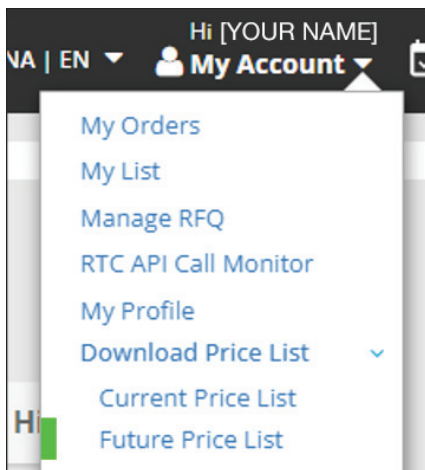 Hi [YOUR NAME]
NA | EN My Account
My Orders
My List
Manage RFQ
RTC API Call Monitor
My Profile
Download Price List
Current Price List
Hi
Future Price List